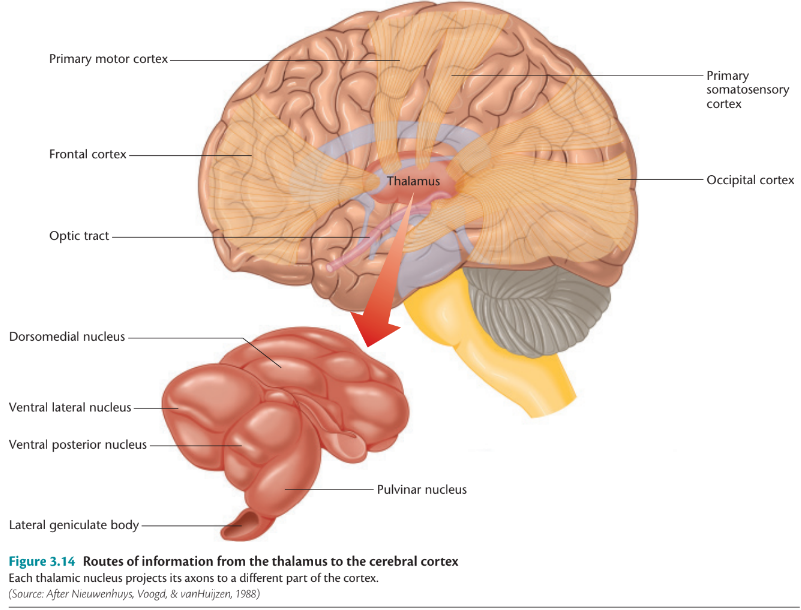 Primary motor cortex
Primary
somatosensory
cortex
Frontal cortex
Thalamus
Occipital cortex
Optic tract
Dorsomedial nucleus
Ventral lateral nucleus
Ventral posterior nucleus
Pulvinar nucleus
Lateral geniculate body
Figure 3.14 Routes of information from the thalamus to the cerebral cortex
Each thalamic nucleus projects its axons to a different part of the cortex.
(Source: After Nieuwenhuys, Voogd, & vanHuijzen, 1988)